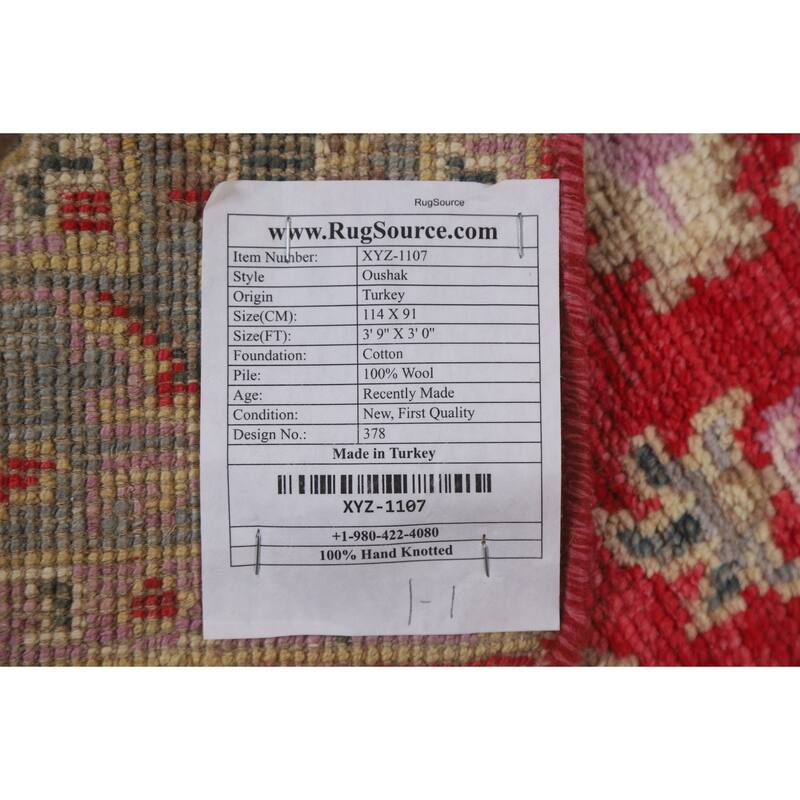 RugSource
www.RugSource.com
Item Number: XYZ-1107
Style Oushak
Origin Turkey
Size(CM): 114 X 91
Size(FT): 3' 9" X 3' 0"
Foundation: Cotton
Pile: 100% Wool
Age: Recently Made
Condition: New, First Quality
Design No.: 378
Made in Turkey
XYZ-1107
+1-980-422-4080
100% Hand Knotted
1-1